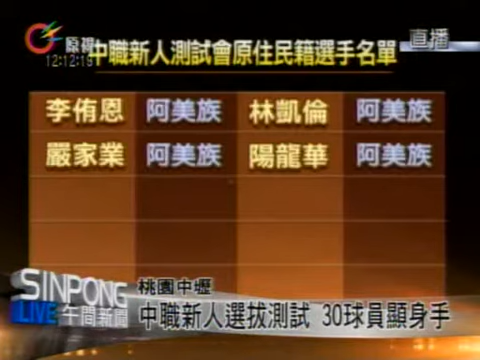 原視
12:12:19
中職新人測試會原住民籍選手名單
直播
李侑恩 阿美族 林凱倫 阿美族
嚴家業 阿美族 陽龍華 阿美族
SINPONG
LIVE 午間新聞
桃園中壢
中職新人選拔測試 30球員顯身手